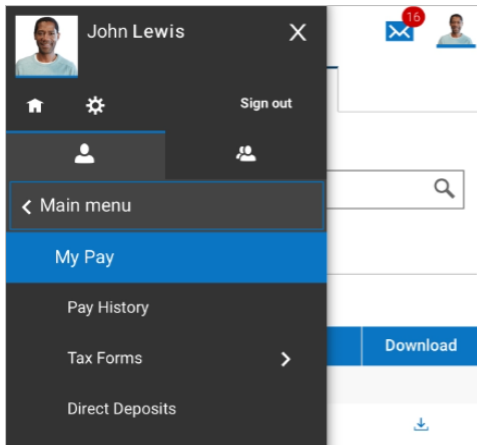 John Lewis
16
Sign out
Main menu
My Pay
Pay History
Tax Forms
Download
Direct Deposits